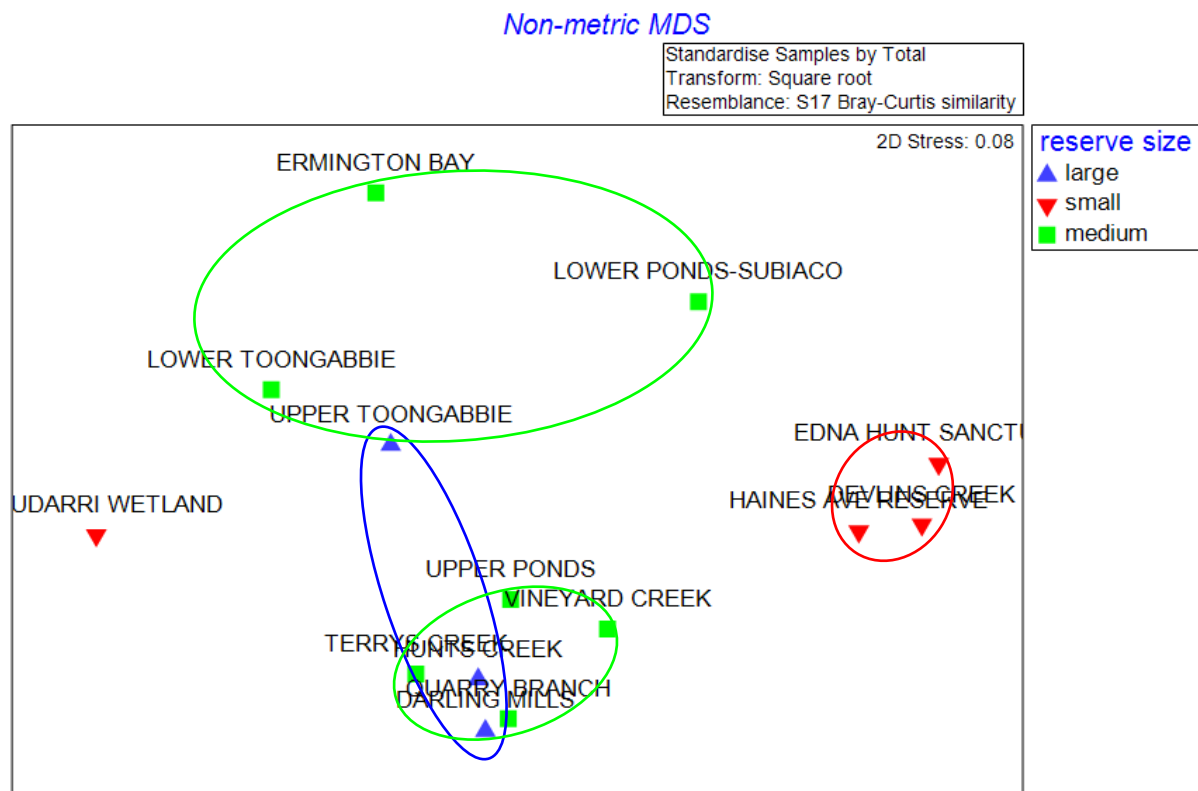 Non-metric MDS
Standardise Samples by Total
Transform: Square root
Resemblance: S17 Bray-Curtis similarity
2D Stress: 0.08
reserve size
large
small
medium
ERMINGTON BAY
LOWER PONDS-SUBIACO
LOWER TOONGABBIE
UPPER TOONGABBIE
EDNA HUNT SANCTU
DEVLINS CREEK
HAINES AVE RESERVE
UDARRI WETLAND
UPPER PONDS
VINEYARD CREEK
TERRYS CREEK
HUNTS CREEK
QUARRY BRANCH
DARLING MILLS